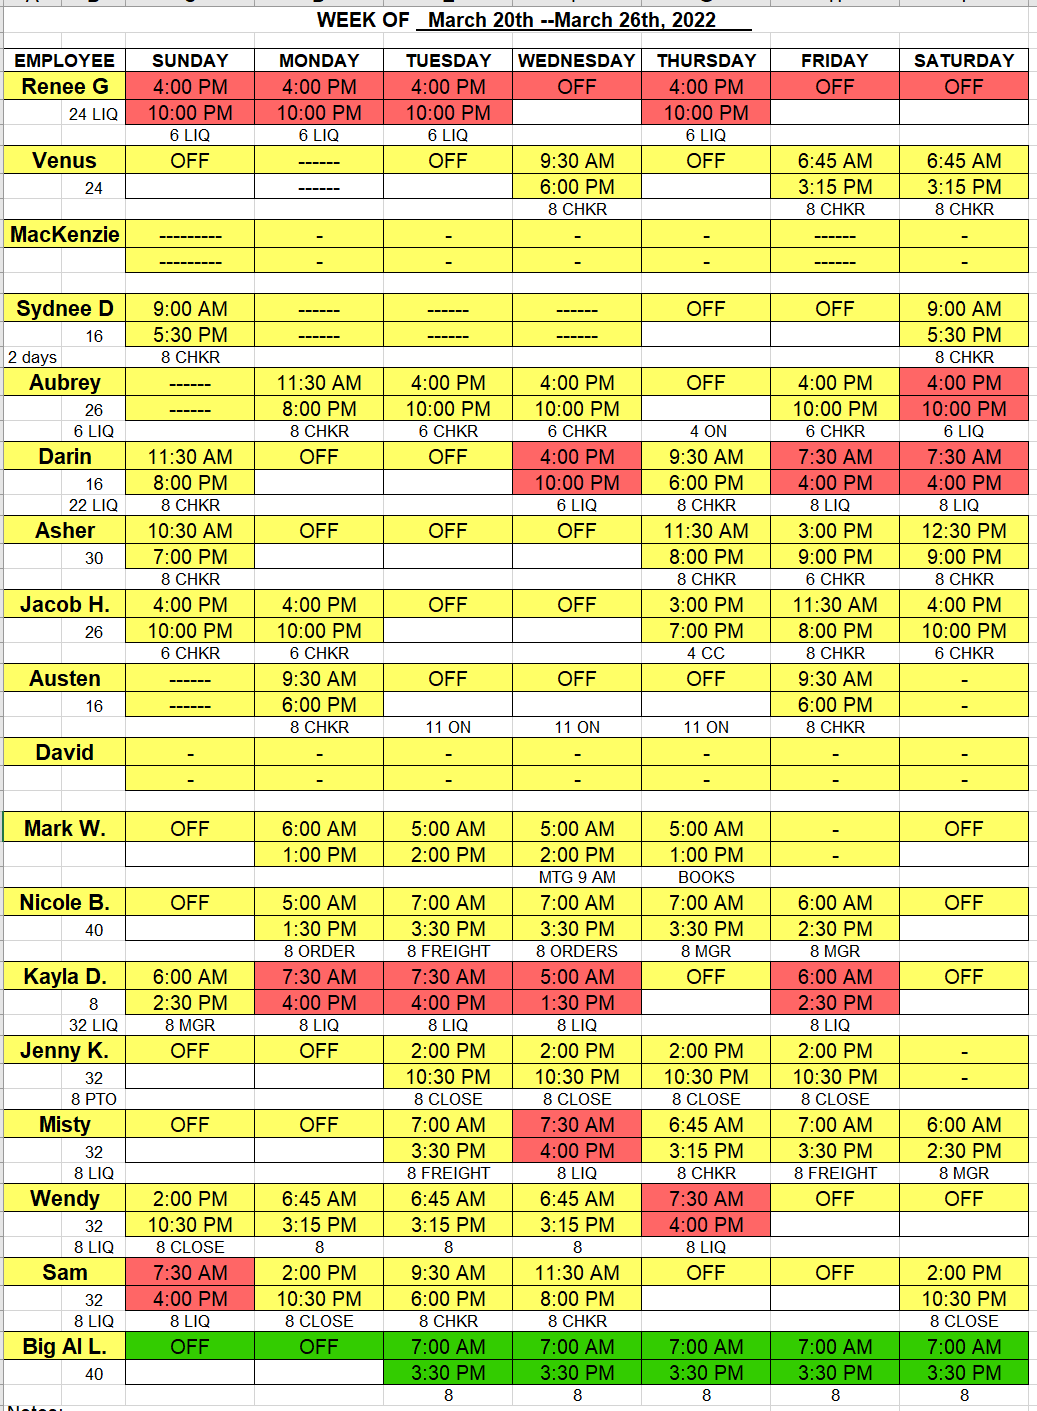 WEEK OF March 20th --March 26th, 2022
EMPLOYEE SUNDAY MONDAY TUESDAY WEDNESDAY THURSDAY FRIDAY SATURDAY
Renee G 4:00 PM 4:00 PM 4:00 PM OFF 4:00 PM OFF OFF
24 LIQ 10:00 PM 10:00 PM 10:00 PM 10:00 PM
6 LIQ 6 LIQ 6 LIQ 6 LIQ
Venus OFF ------ OFF 9:30 AM OFF 6:45 AM 6:45 AM
24 ------ 6:00 PM 3:15 PM 3:15 PM
8 CHKR 8 CHKR 8 CHKR
MacKenzie --------- - - - - ------ -
--------- - - - - ------ -
Sydnee D 9:00 AM ------ ------ ------ OFF OFF 9:00 AM
16 5:30 PM ------ ------ ------ 5:30 PM
2 days 8 CHKR 8 CHKR
Aubrey ------ 11:30 AM 4:00 PM 4:00 PM OFF 4:00 PM 4:00 PM
26 ------ 8:00 PM 10:00 PM 10:00 PM 10:00 PM 10:00 PM
6 LIQ 8 CHKR 6 CHKR 6 CHKR 4 ON 6 CHKR 6 LIQ
Darin 11:30 AM OFF OFF 4:00 PM 9:30 AM 7:30 AM 7:30 AM
16 8:00 PM 10:00 PM 6:00 PM 4:00 PM 4:00 PM
22 LIQ 8 CHKR 6 LIQ 8 CHKR 8 LIQ 8 LIQ
Asher 10:30 AM OFF OFF OFF 11:30 AM 3:00 PM 12:30 PM
30 7:00 PM 8:00 PM 9:00 PM 9:00 PM
8 CHKR 8 CHKR 6 CHKR 8 CHKR
Jacob H. 4:00 PM 4:00 PM OFF OFF 3:00 PM 11:30 AM 4:00 PM
26 10:00 PM 10:00 PM 7:00 PM 8:00 PM 10:00 PM
6 CHKR 6 CHKR 4 CC 8 CHKR 6 CHKR
Austen ------ 9:30 AM OFF OFF OFF 9:30 AM -
16 ------ 6:00 PM 6:00 PM -
8 CHKR 11 ON 11 ON 11 ON 8 CHKR
David - - - - - - -
- - - - - - -
Mark W. OFF 6:00 AM 5:00 AM 5:00 AM 5:00 AM - OFF
1:00 PM 2:00 PM 2:00 PM 1:00 PM -
MTG 9 AM BOOKS
Nicole B. OFF 5:00 AM 7:00 AM 7:00 AM 7:00 AM 6:00 AM OFF
40 1:30 PM 3:30 PM 3:30 PM 3:30 PM 2:30 PM
8 ORDER 8 FREIGHT 8 ORDERS 8 MGR 8 MGR
Kayla D. 6:00 AM 7:30 AM 7:30 AM 5:00 AM OFF 6:00 AM OFF
8 2:30 PM 4:00 PM 4:00 PM 1:30 PM 2:30 PM
32 LIQ 8 MGR 8 LIQ 8 LIQ 8 LIQ 8 LIQ
Jenny K. OFF OFF 2:00 PM 2:00 PM 2:00 PM 2:00 PM -
32 10:30 PM 10:30 PM 10:30 PM 10:30 PM -
8 PTO 8 CLOSE 8 CLOSE 8 CLOSE 8 CLOSE
Misty OFF OFF 7:00 AM 7:30 AM 6:45 AM 7:00 AM 6:00 AM
32 3:30 PM 4:00 PM 3:15 PM 3:30 PM 2:30 PM
8 LIQ 8 FREIGHT 8 LIQ 8 CHKR 8 FREIGHT 8 MGR
Wendy 2:00 PM 6:45 AM 6:45 AM 6:45 AM 7:30 AM OFF OFF
32 10:30 PM 3:15 PM 3:15 PM 3:15 PM 4:00 PM
8 LIQ 8 CLOSE 8 8 8 8 LIQ
Sam 7:30 AM 2:00 PM 9:30 AM 11:30 AM OFF OFF 2:00 PM
32 4:00 PM 10:30 PM 6:00 PM 8:00 PM 10:30 PM
8 LIQ 8 LIQ 8 CLOSE 8 CHKR 8 CHKR 8 CLOSE
Big Al L. OFF OFF 7:00 AM 7:00 AM 7:00 AM 7:00 AM 7:00 AM
40 3:30 PM 3:30 PM 3:30 PM 3:30 PM 3:30 PM
8 8 8 8 8